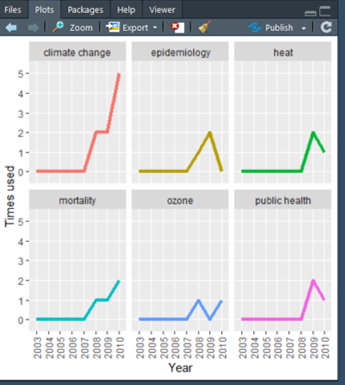 Files Plots Packages Help Viewer
Zoom Export Publish
climate change epidemiology heat
5
4
3
2
1
0
mortality ozone public health
5
4
3
2
1
0
Times used
2003 2004 2005 2006 2007 2008 2009 2010 2003 2004 2005 2006 2007 2008 2009 2010 2003 2004 2005 2006 2007 2008 2009 2010
Year